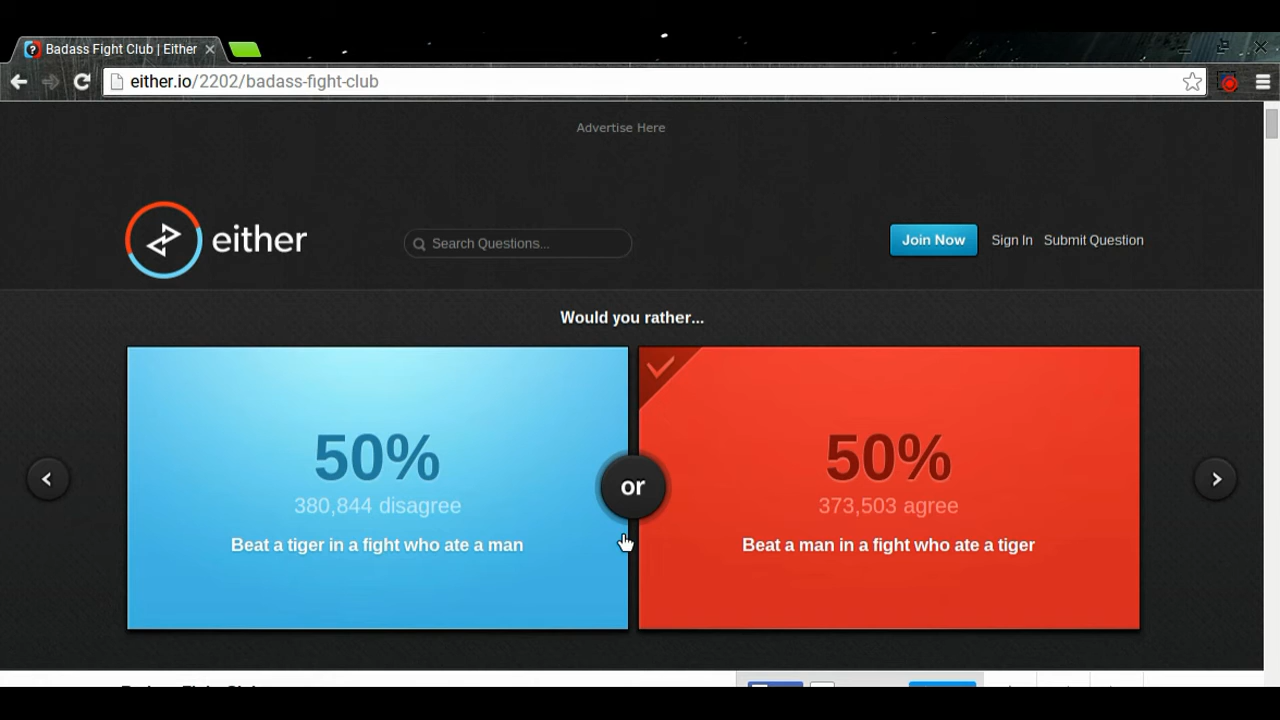 Badass Fight Club | Either
either.io/2202/badass-fight-club
Advertise Here
either
Search Questions...
Join Now
Sign In
Submit Question
Would you rather...
50%
380,844 disagree
Beat a tiger in a fight who ate a man
or
50%
373,503 agree
Beat a man in a fight who ate a tiger